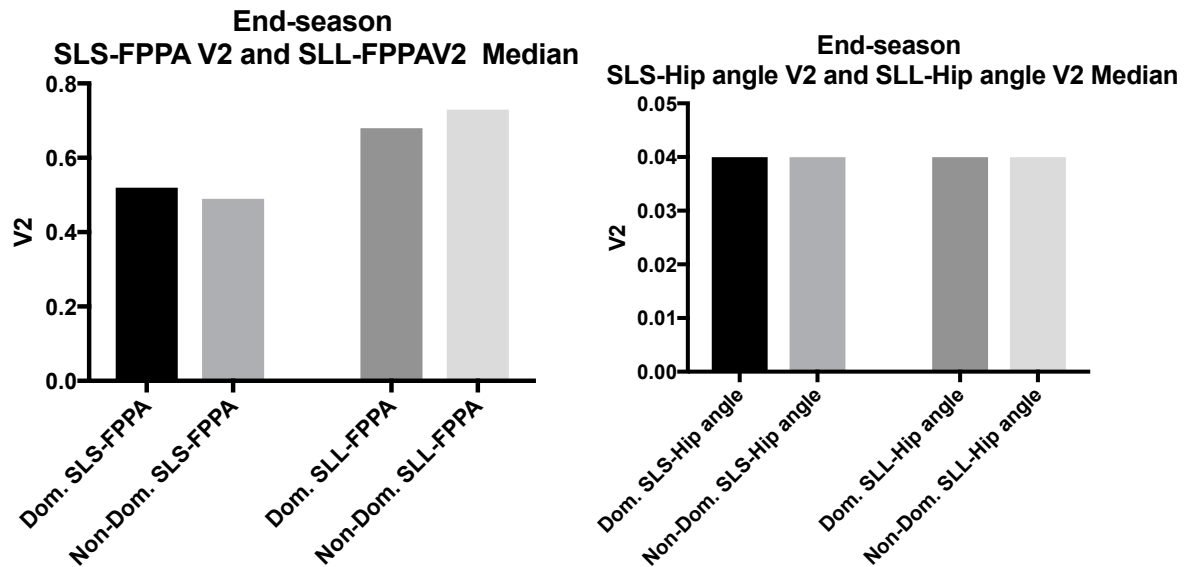 End-season
SLS-FPPA V2 and SLL-FPPAV2 Median
V2
0.8
0.6
0.4
0.2
0.0
Dom. SLS-FPPA
Non-Dom. SLS-FPPA
Dom. SLL-FPPA
Non-Dom. SLL-FPPA
End-season
SLS-Hip angle V2 and SLL-Hip angle V2 Median
V2
0.05
0.04
0.03
0.02
0.01
0.00
Dom. SLS-Hip angle
Non-Dom. SLS-Hip angle
Dom. SLL-Hip angle
Non-Dom. SLL-Hip angle